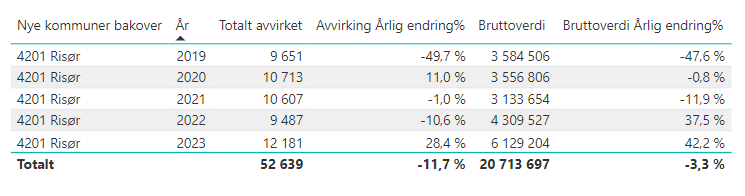 Nye kommuner bakover År Totalt avvirket Avvirking Årlig endring% Bruttoverdi Bruttoverdi Årlig endring%
4201 Risør 2019 9 651 -49,7 % 3 584 506 -47,6 %
4201 Risør 2020 10 713 11,0 % 3 556 806 -0,8 %
4201 Risør 2021 10 607 -1,0 % 3 133 654 -11,9 %
4201 Risør 2022 9 487 -10,6 % 4 309 527 37,5 %
4201 Risør 2023 12 181 28,4 % 6 129 204 42,2 %
Totalt 52 639 -11,7 % 20 713 697 -3,3 %